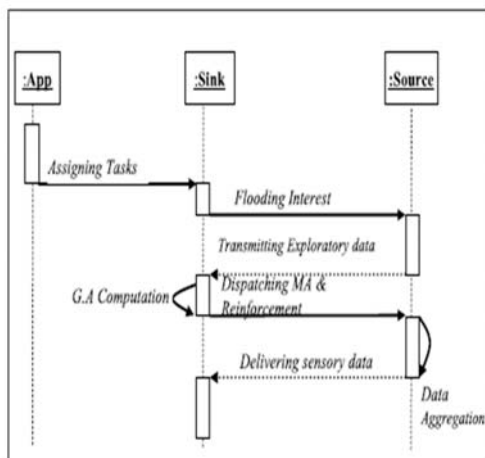 :App
:Sink
:Source
Assigning Tasks
Flooding Interest
Transmitting Exploratory data
G.A Computation
Dispatching MA &
Reinforcement
Delivering sensory data
Data
Aggregation